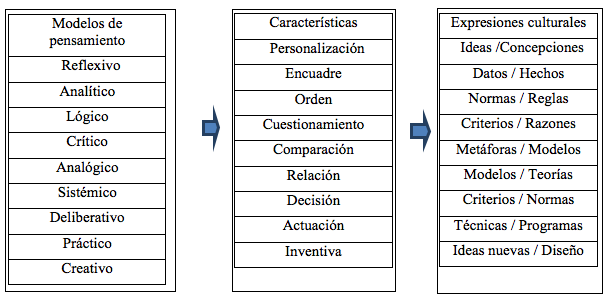 Modelos de
pensamiento
Reflexivo
Analítico
Lógico
Crítico
Analógico
Sistémico
Deliberativo
Práctico
Creativo
Características
Personalización
Encuadre
Orden
Cuestionamiento
Comparación
Relación
Decisión
Actuación
Inventiva
Expresiones culturales
Ideas /Concepciones
Datos / Hechos
Normas / Reglas
Criterios / Razones
Metáforas / Modelos
Modelos / Teorías
Criterios / Normas
Técnicas / Programas
Ideas nuevas / Diseño